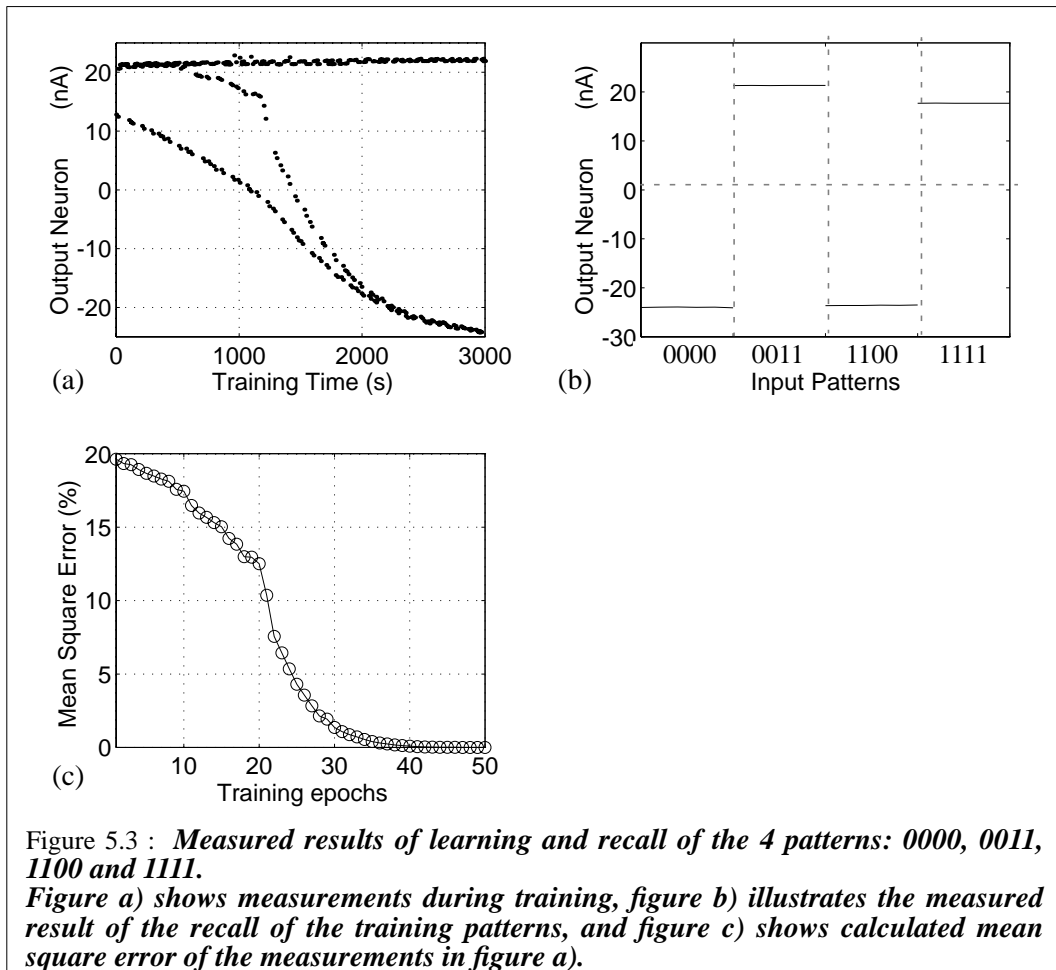 (nA)
Output Neuron
20
10
0
-10
-20
0 1000 2000 3000
(a) Training Time (s)
(nA)
Output Neuron
20
10
0
-10
-20
-30
0000 0011 1100 1111
(b) Input Patterns
Mean Square Error (%)
20
15
10
5
0
10 20 30 40 50
(c) Training epochs
Figure 5.3 : Measured results of learning and recall of the 4 patterns: 0000, 0011,
1100 and 1111.
Figure a) shows measurements during training, figure b) illustrates the measured
result of the recall of the training patterns, and figure c) shows calculated mean
square error of the measurements in figure a).